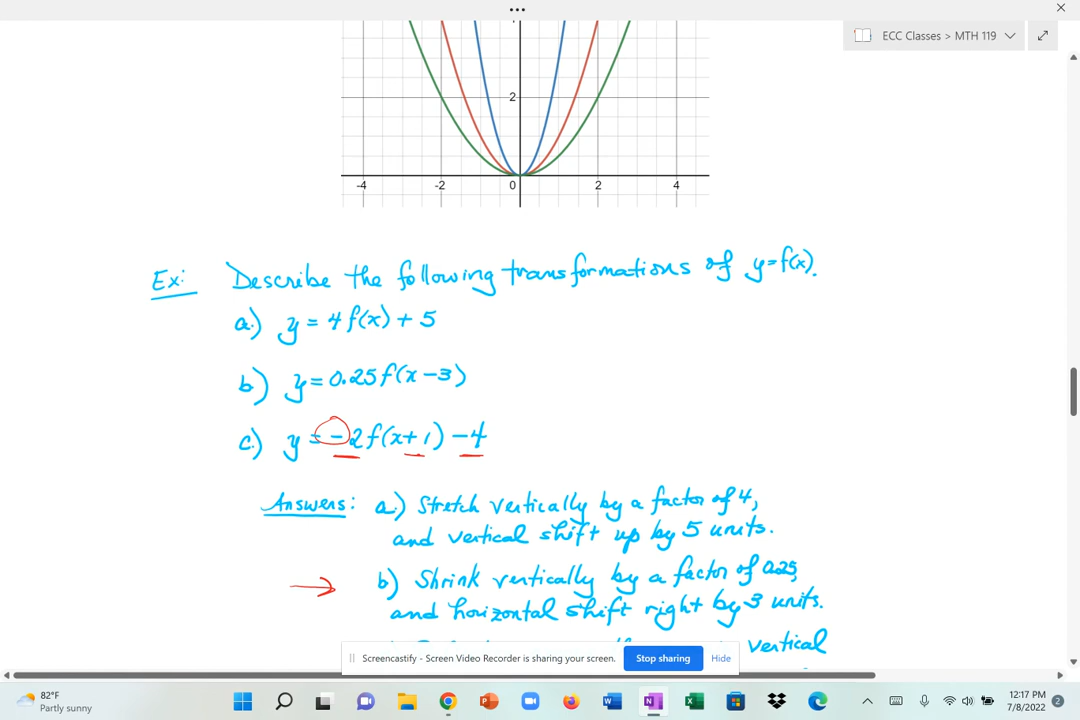 ECC Classes > MTH 119
2
-4 -2 0 2 4
Ex: Describe the following transformations of y=f(x).
a.) y = 4f(x) + 5
b) y = 0.25f(x-3)
c.) y = -2f(x+1) - 4
Answers: a.) Stretch vertically by a factor of 4,
and vertical shift up by 5 units.
→ b) Shrink vertically by a factor of 0.25,
and horizontal shift right by 3 units.
vertical
Screencastify - Screen Video Recorder is sharing your screen. Stop sharing Hide
82°F
Partly sunny
12:17 PM
7/8/2022
2